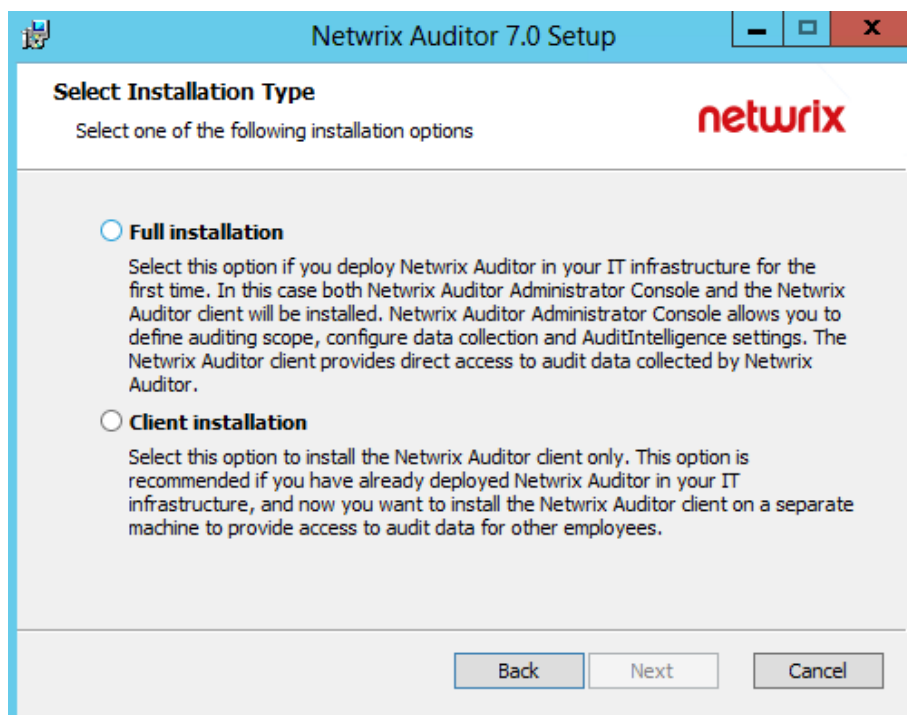 Netwrix Auditor 7.0 Setup
Select Installation Type
Select one of the following installation options
netwrix
Full installation
Select this option if you deploy Netwrix Auditor in your IT infrastructure for the
first time. In this case both Netwrix Auditor Administrator Console and the Netwrix
Auditor client will be installed. Netwrix Auditor Administrator Console allows you to
define auditing scope, configure data collection and AuditIntelligence settings. The
Netwrix Auditor client provides direct access to audit data collected by Netwrix
Auditor.
Client installation
Select this option to install the Netwrix Auditor client only. This option is
recommended if you have already deployed Netwrix Auditor in your IT
infrastructure, and now you want to install the Netwrix Auditor client on a separate
machine to provide access to audit data for other employees.
Back
Next
Cancel